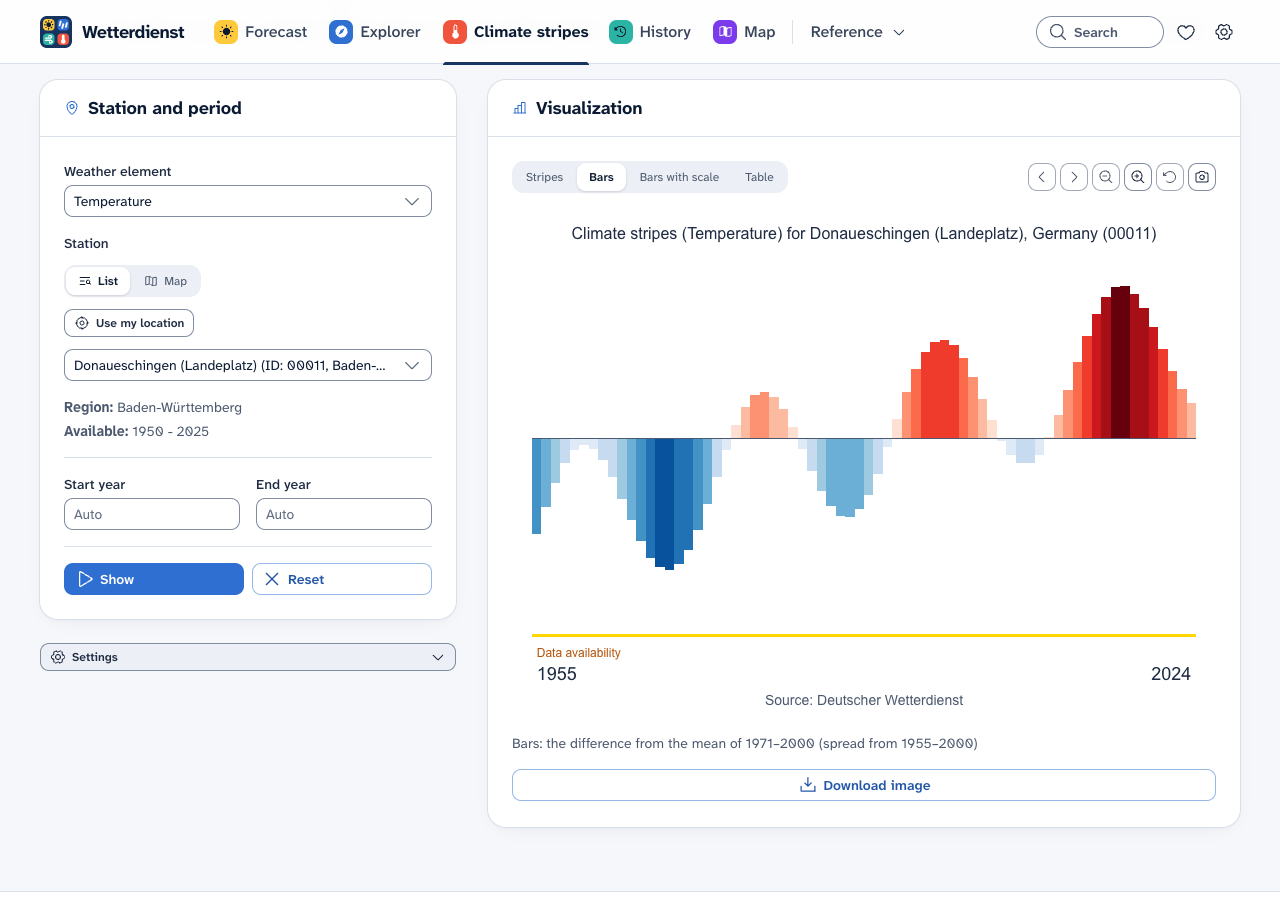 Wetterdienst
Forecast
Explorer
Climate stripes
History
Map
Reference
Search
Station and period
Weather element
Temperature
Station
List
Map
Use my location
Donaueschingen (Landeplatz) (ID: 00011, Baden-...
Region: Baden-Württemberg
Available: 1950 - 2025
Start year
End year
Auto
Auto
Show
Reset
Settings
Visualization
Stripes
Bars
Bars with scale
Table
Climate stripes (Temperature) for Donaueschingen (Landeplatz), Germany (00011)
Data availability
1955
2024
Source: Deutscher Wetterdienst
Bars: the difference from the mean of 1971–2000 (spread from 1955–2000)
Download image